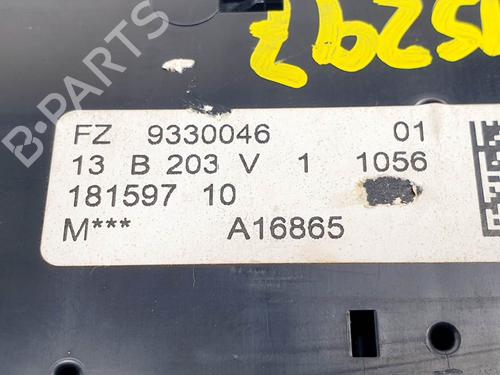 B-PARTS
FZ 9330046 01
13 B 203 V 1 1056
181597 10
M*** A16865